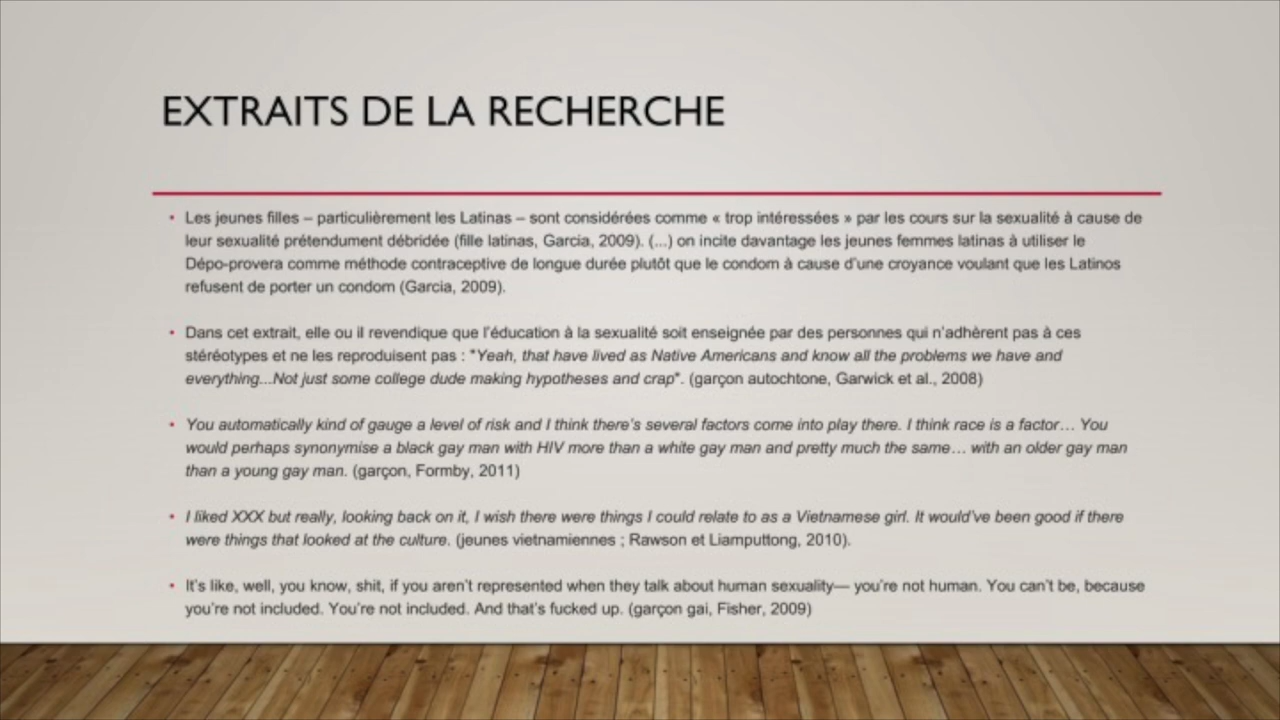 EXTRAITS DE LA RECHERCHE
• Les jeunes filles – particulièrement les Latinas – sont considérées comme « trop intéressées » par les cours sur la sexualité à cause de
leur sexualité prétendument débridée (fille latinas, Garcia, 2009). (...) on incite davantage les jeunes femmes latinas à utiliser le
Dépo-provera comme méthode contraceptive de longue durée plutôt que le condom à cause d'une croyance voulant que les Latinos
refusent de porter un condom (Garcia, 2009).
• Dans cet extrait, elle ou il revendique que l'éducation à la sexualité soit enseignée par des personnes qui n'adhèrent pas à ces
stéréotypes et ne les reproduisent pas : "Yeah, that have lived as Native Americans and know all the problems we have and
everything...Not just some college dude making hypotheses and crap". (garçon autochtone, Garwick et al., 2008)
• You automatically kind of gauge a level of risk and I think there's several factors come into play there. I think race is a factor… You
would perhaps synonymise a black gay man with HIV more than a white gay man and pretty much the same… with an older gay man
than a young gay man. (garçon, Formby, 2011)
• I liked XXX but really, looking back on it, I wish there were things I could relate to as a Vietnamese girl. It would've been good if there
were things that looked at the culture. (jeunes vietnamiennes ; Rawson et Liamputtong, 2010).
• It's like, well, you know, shit, if you aren't represented when they talk about human sexuality— you're not human. You can't be, because
you're not included. You're not included. And that's fucked up. (garçon gai, Fisher, 2009)